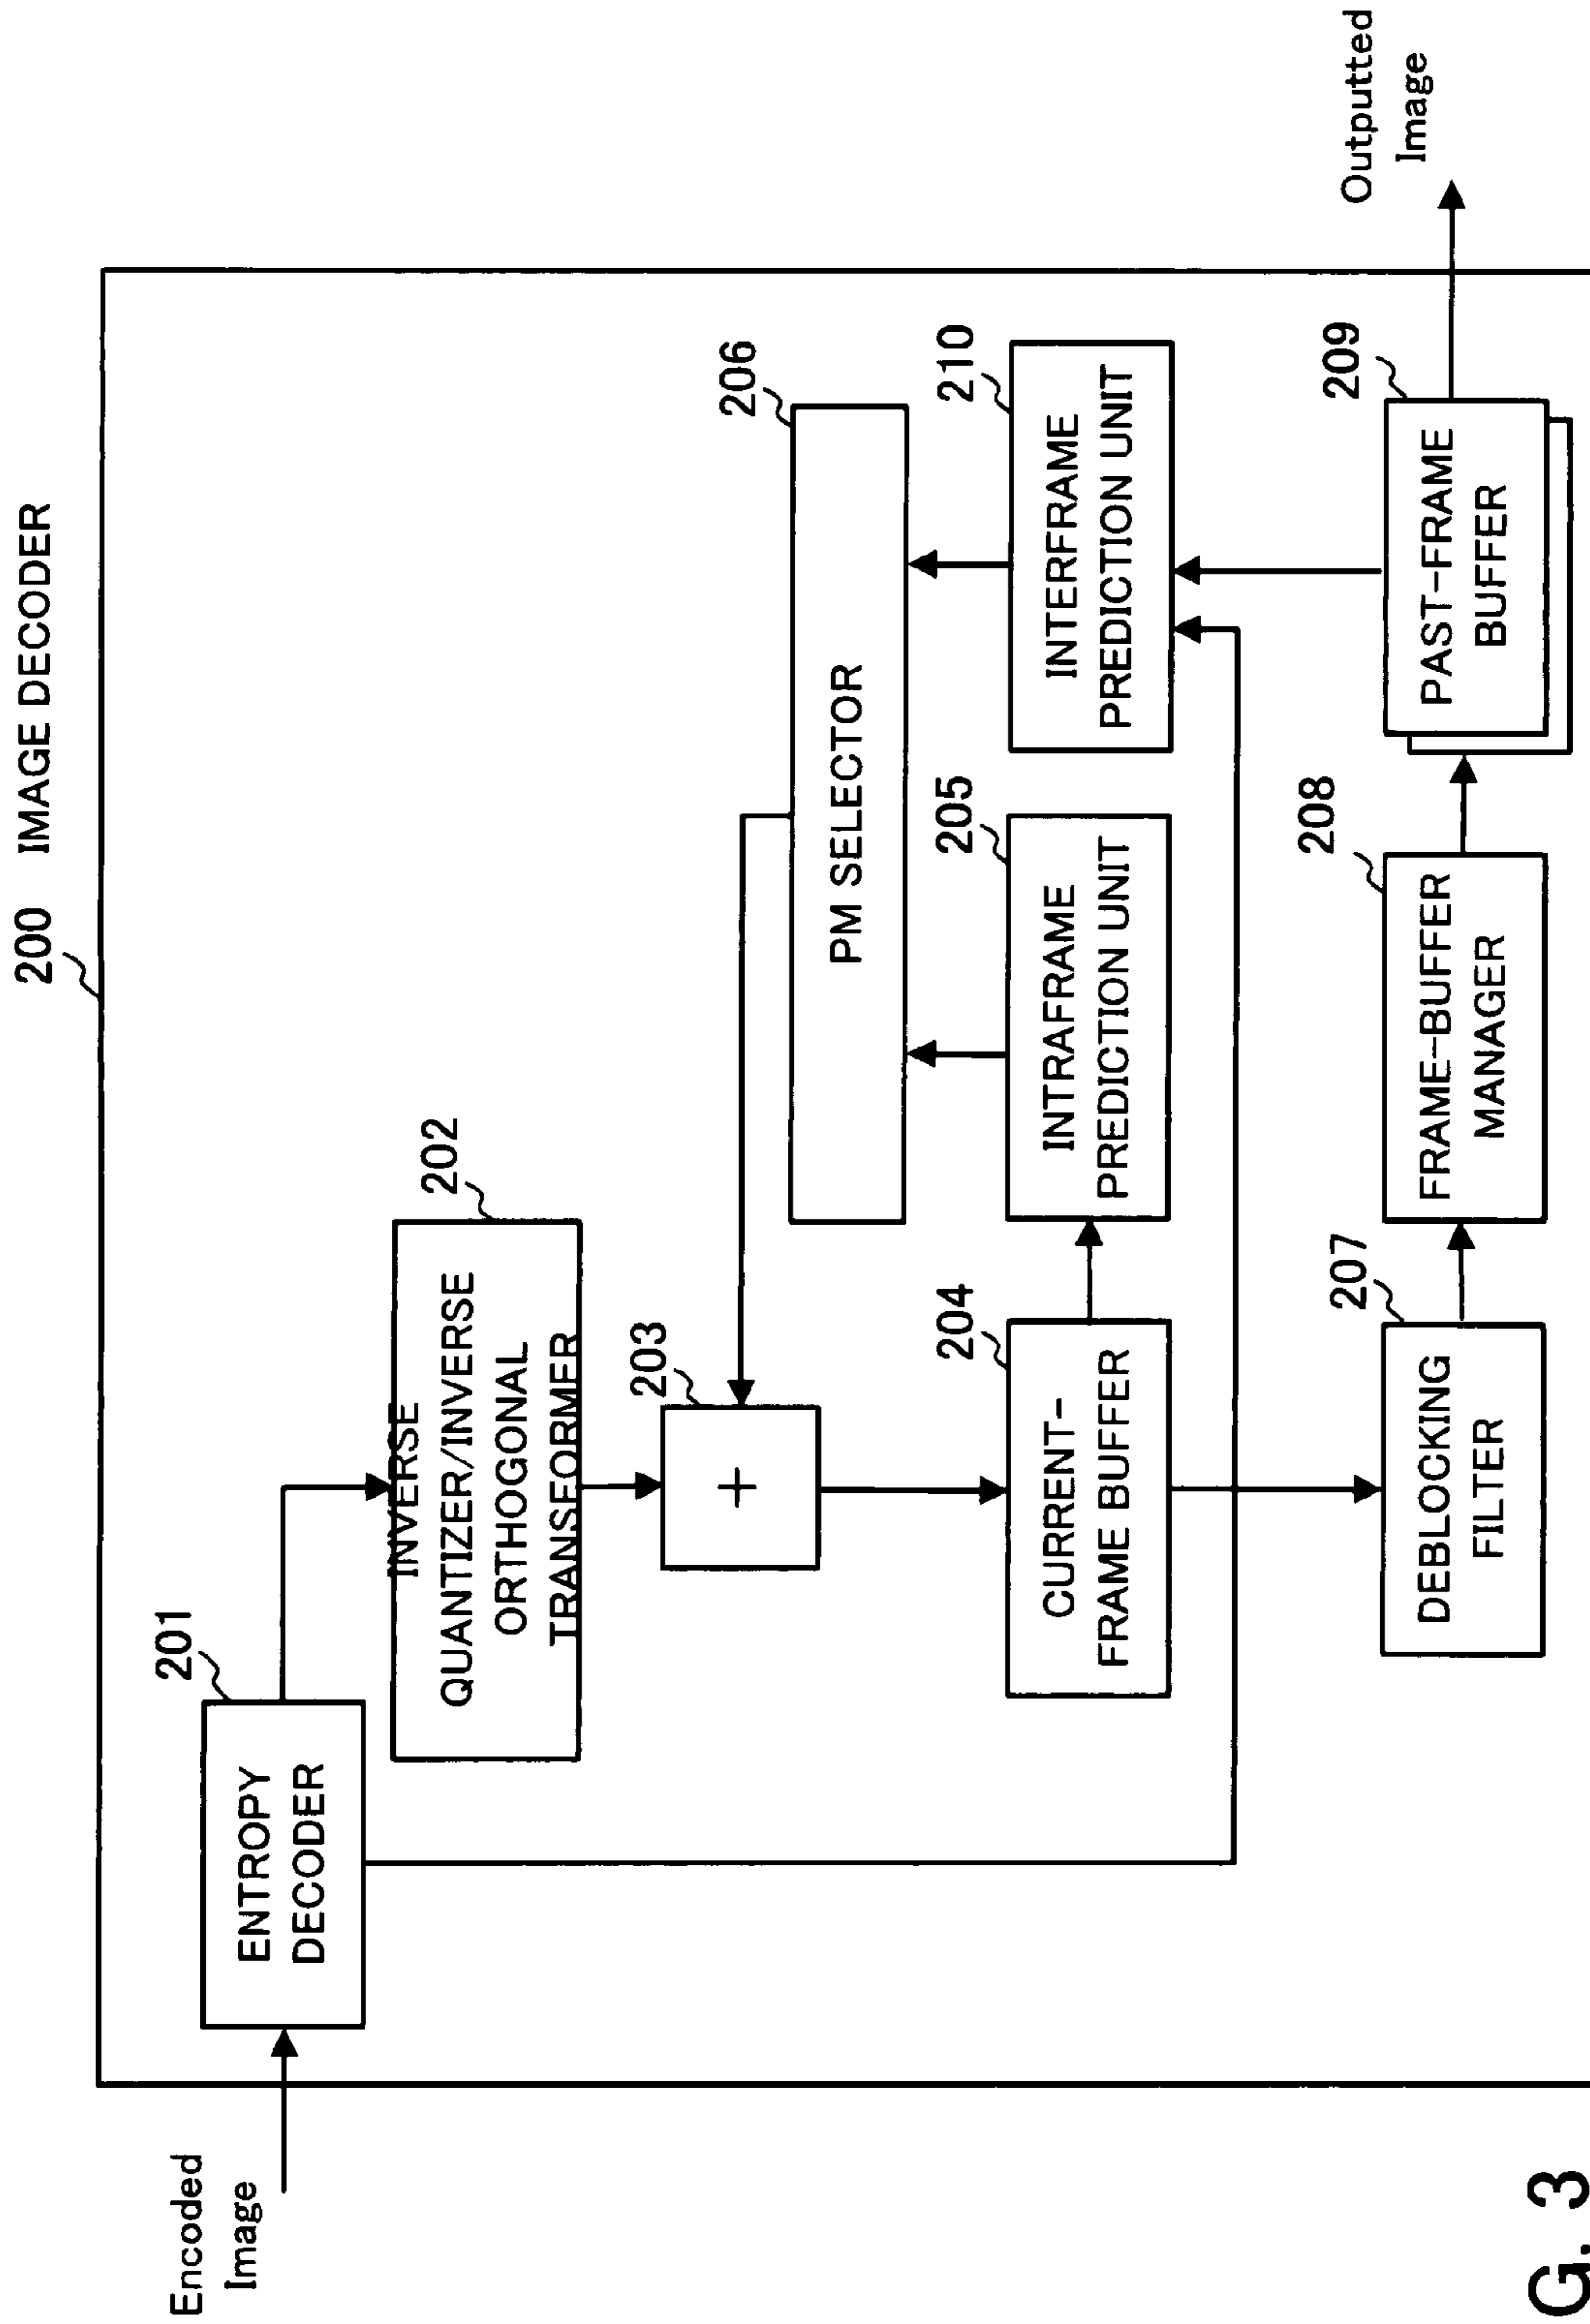 200 IMAGE DECODER
Encoded
Image
201
ENTROPY
DECODER
202
INVERSE
QUANTIZER/INVERSE
ORTHOGONAL
TRANSFORMER
203
+
206
PM SELECTOR
204
CURRENT-
FRAME BUFFER
205
INTRAFRAME
PREDICTION UNIT
210
INTERFRAME
PREDICTION UNIT
207
DEBLOCKING
FILTER
208
FRAME-BUFFER
MANAGER
209
PAST-FRAME
BUFFER
Outputted
Image
G. 3